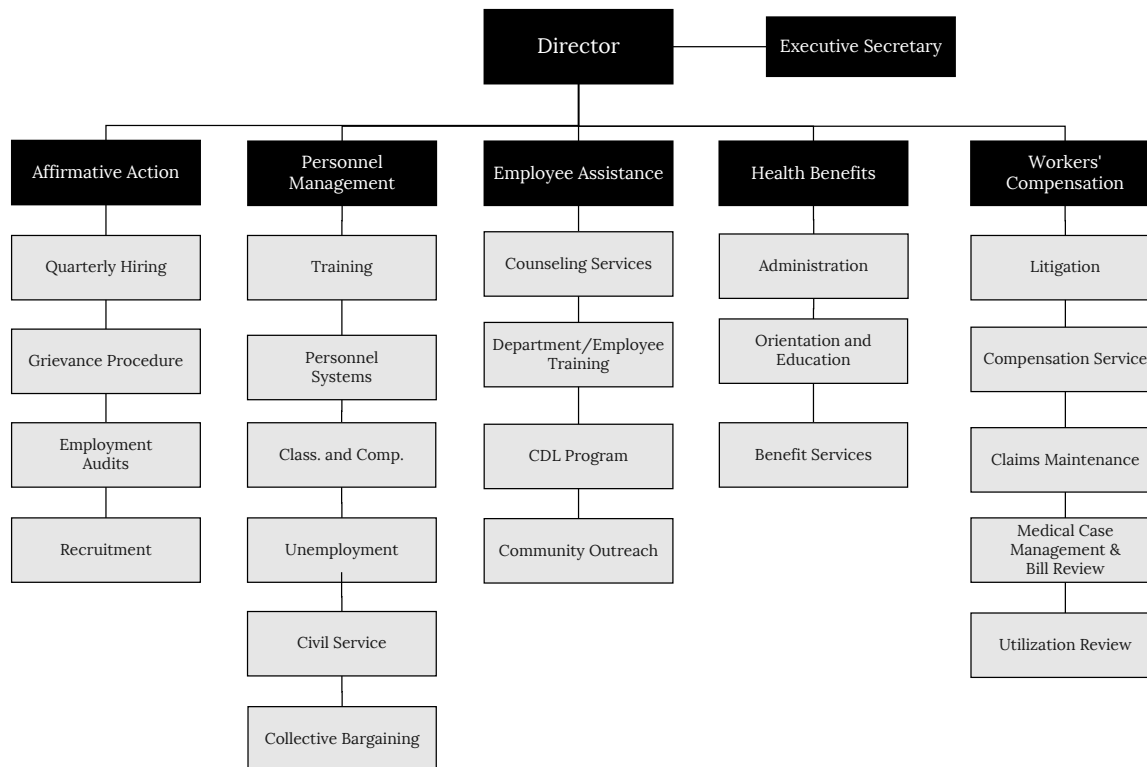 Director
Executive Secretary
Affirmative Action
Personnel
Management
Employee Assistance
Health Benefits
Workers'
Compensation
Quarterly Hiring
Grievance Procedure
Employment
Audits
Recruitment
Training
Personnel
Systems
Class. and Comp.
Unemployment
Civil Service
Collective Bargaining
Counseling Services
Department/Employee
Training
CDL Program
Community Outreach
Administration
Orientation and
Education
Benefit Services
Litigation
Compensation Service
Claims Maintenance
Medical Case
Management &
Bill Review
Utilization Review